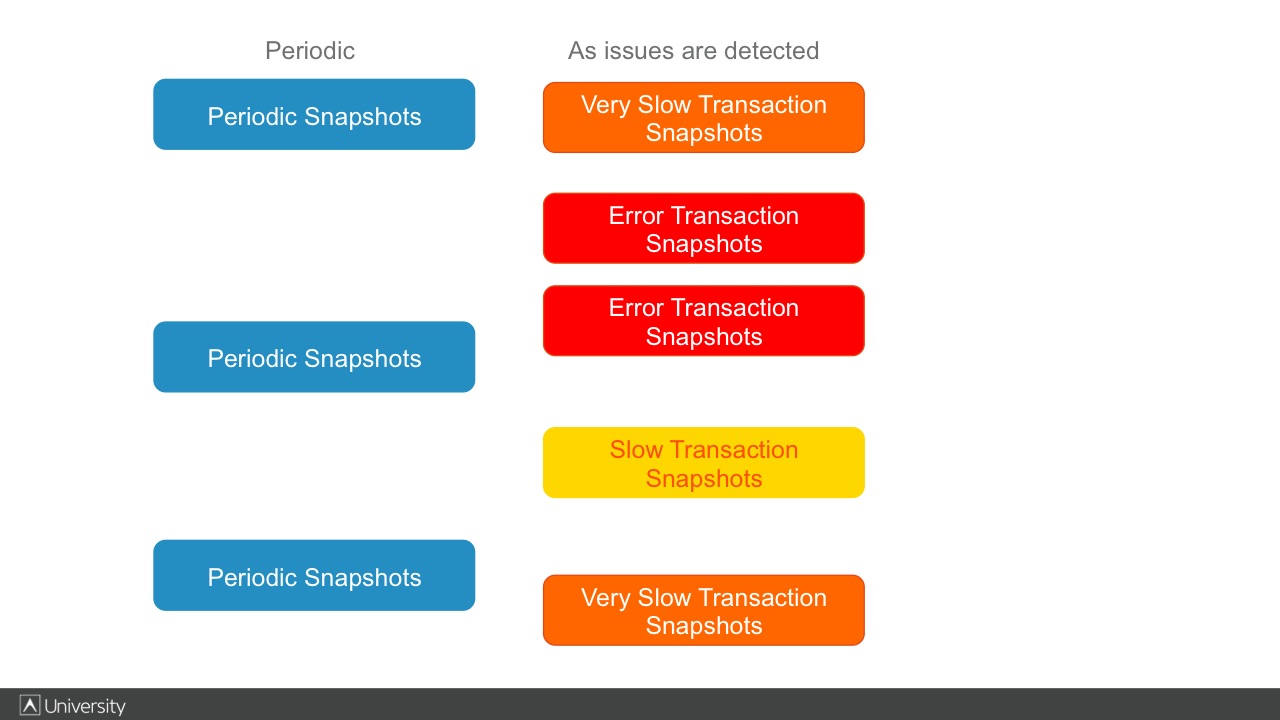 Periodic
As issues are detected
Periodic Snapshots
Very Slow Transaction
Snapshots
Error Transaction
Snapshots
Error Transaction
Snapshots
Periodic Snapshots
Slow Transaction
Snapshots
Periodic Snapshots
Very Slow Transaction
Snapshots
University